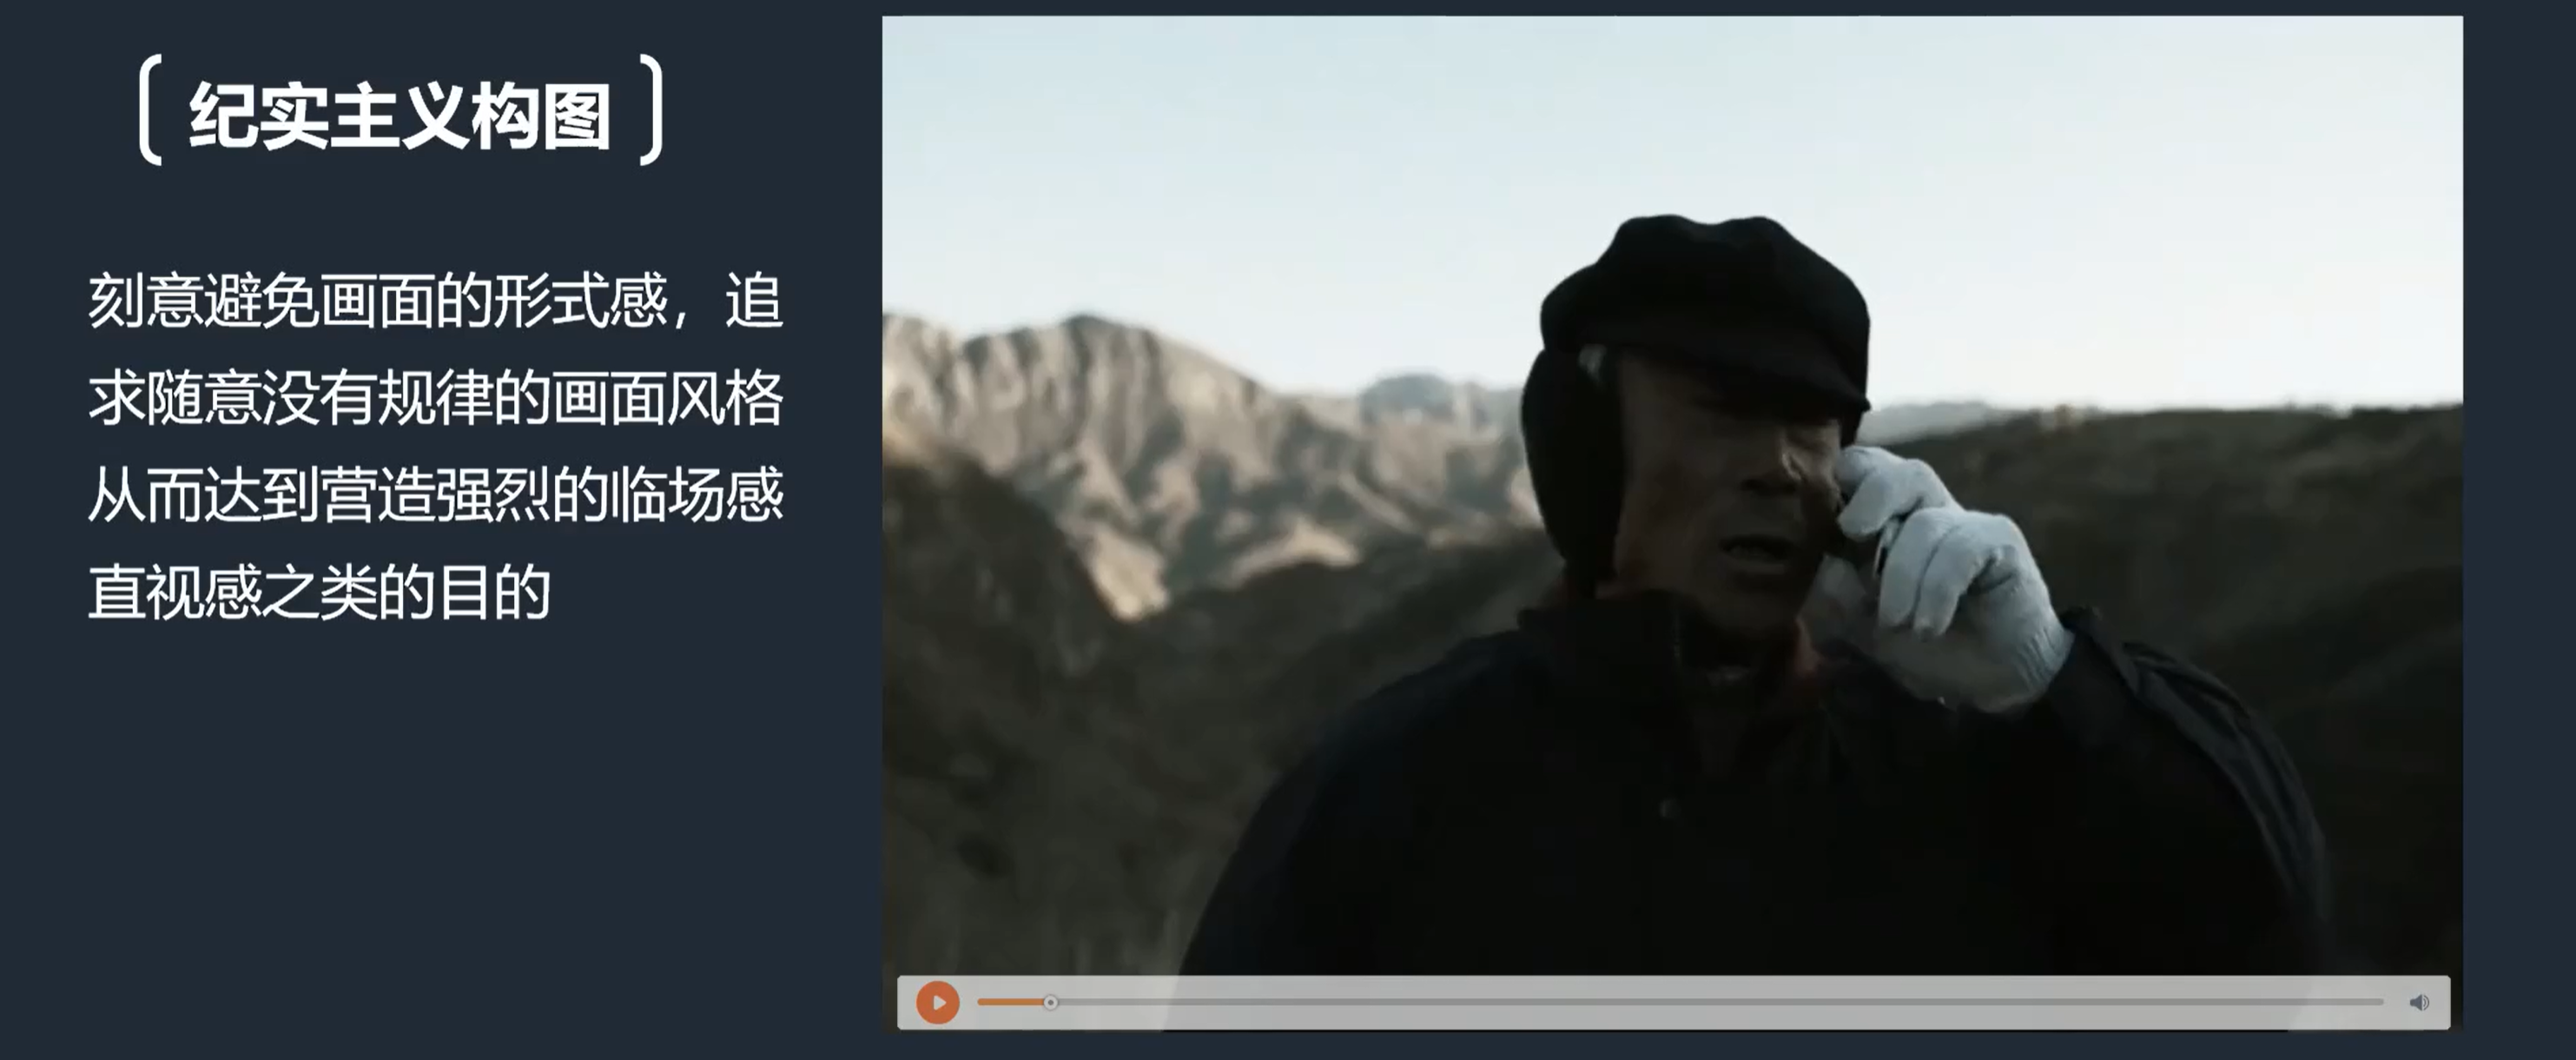 纪实主义构图
刻意避免画面的形式感，追
求随意没有规律的画面风格
从而达到营造强烈的临场感
直视感之类的目的